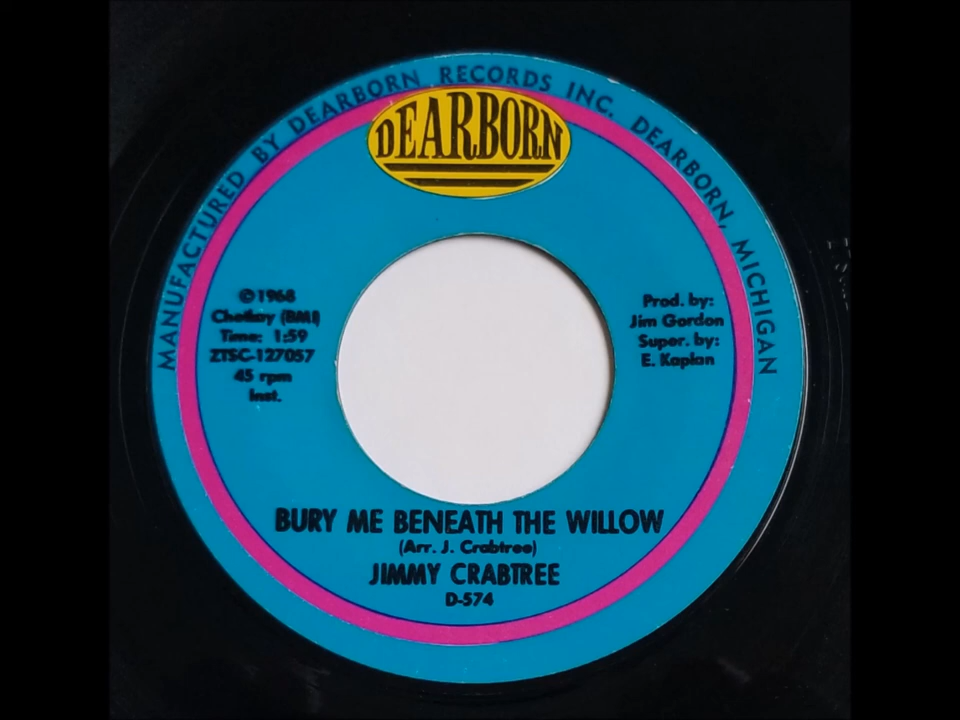 MANUFACTURED BY DEARBORN RECORDS INC. DEARBORN, MICHIGAN
DEARBORN
©1968
(BMI)
Time: 1:59
ZTSC-127057
45 rpm
Inst.
Prod. by:
Jim Gordon
Super. by:
E. Kaplan
BURY ME BENEATH THE WILLOW
(Arr. J. Crabtree)
JIMMY CRABTREE
D-574